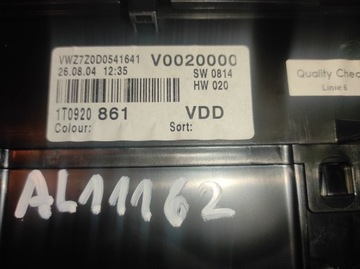 VWZ7Z0D0541641 V0020000
26.08.04 12:35 SW 0814
HW 020
1T0920 861 VDD
Colour: Sort:
Quality Chec
Linie 6
AL11162